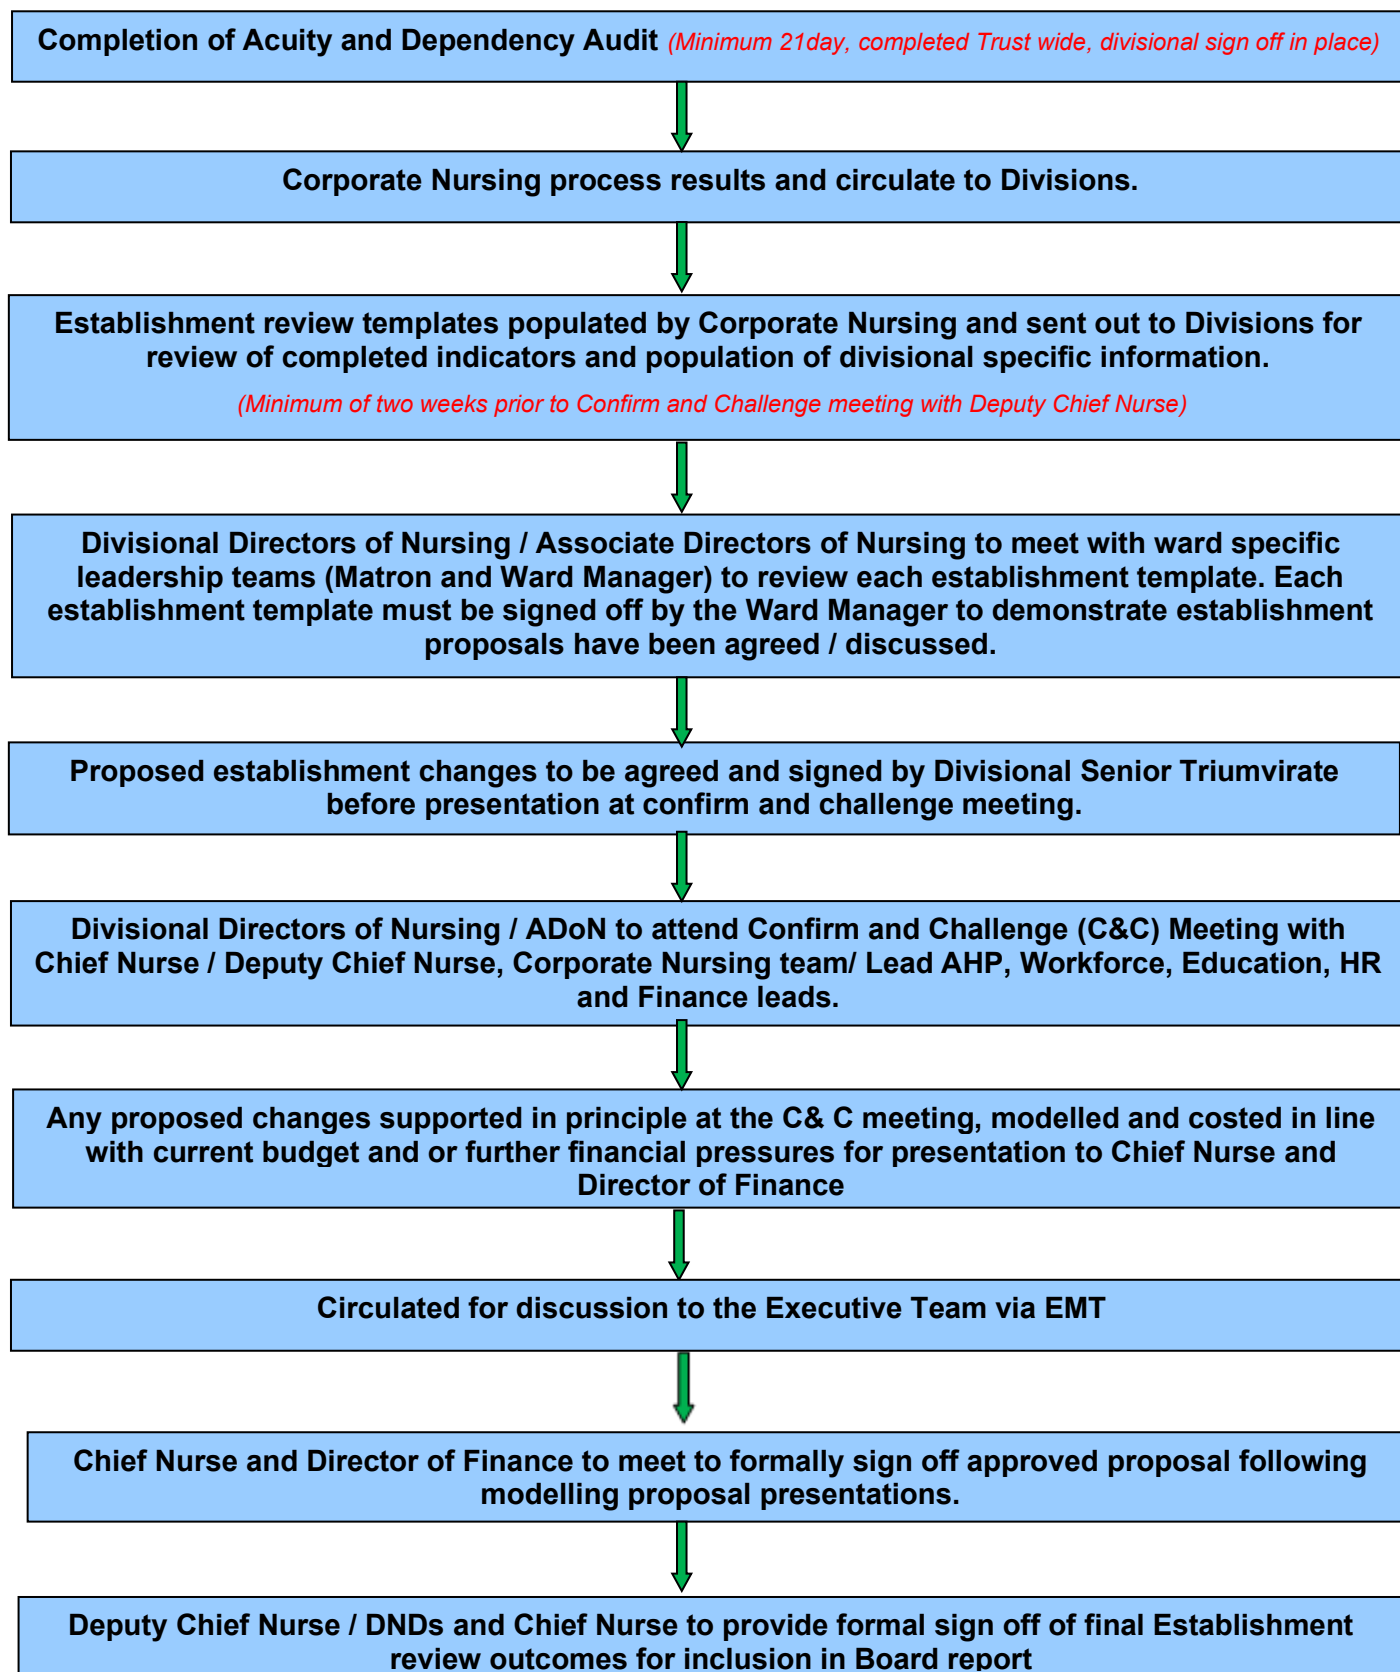 Completion of Acuity and Dependency Audit (Minimum 21day, completed Trust wide, divisional sign off in place)
Corporate Nursing process results and circulate to Divisions.
Establishment review templates populated by Corporate Nursing and sent out to Divisions for
review of completed indicators and population of divisional specific information.
(Minimum of two weeks prior to Confirm and Challenge meeting with Deputy Chief Nurse)
Divisional Directors of Nursing / Associate Directors of Nursing to meet with ward specific
leadership teams (Matron and Ward Manager) to review each establishment template. Each
establishment template must be signed off by the Ward Manager to demonstrate establishment
proposals have been agreed / discussed.
Proposed establishment changes to be agreed and signed by Divisional Senior Triumvirate
before presentation at confirm and challenge meeting.
Divisional Directors of Nursing / ADoN to attend Confirm and Challenge (C&C) Meeting with
Chief Nurse / Deputy Chief Nurse, Corporate Nursing team/ Lead AHP, Workforce, Education, HR
and Finance leads.
Any proposed changes supported in principle at the C& C meeting, modelled and costed in line
with current budget and or further financial pressures for presentation to Chief Nurse and
Director of Finance
Circulated for discussion to the Executive Team via EMT
Chief Nurse and Director of Finance to meet to formally sign off approved proposal following
modelling proposal presentations.
Deputy Chief Nurse / DNDs and Chief Nurse to provide formal sign off of final Establishment
review outcomes for inclusion in Board report